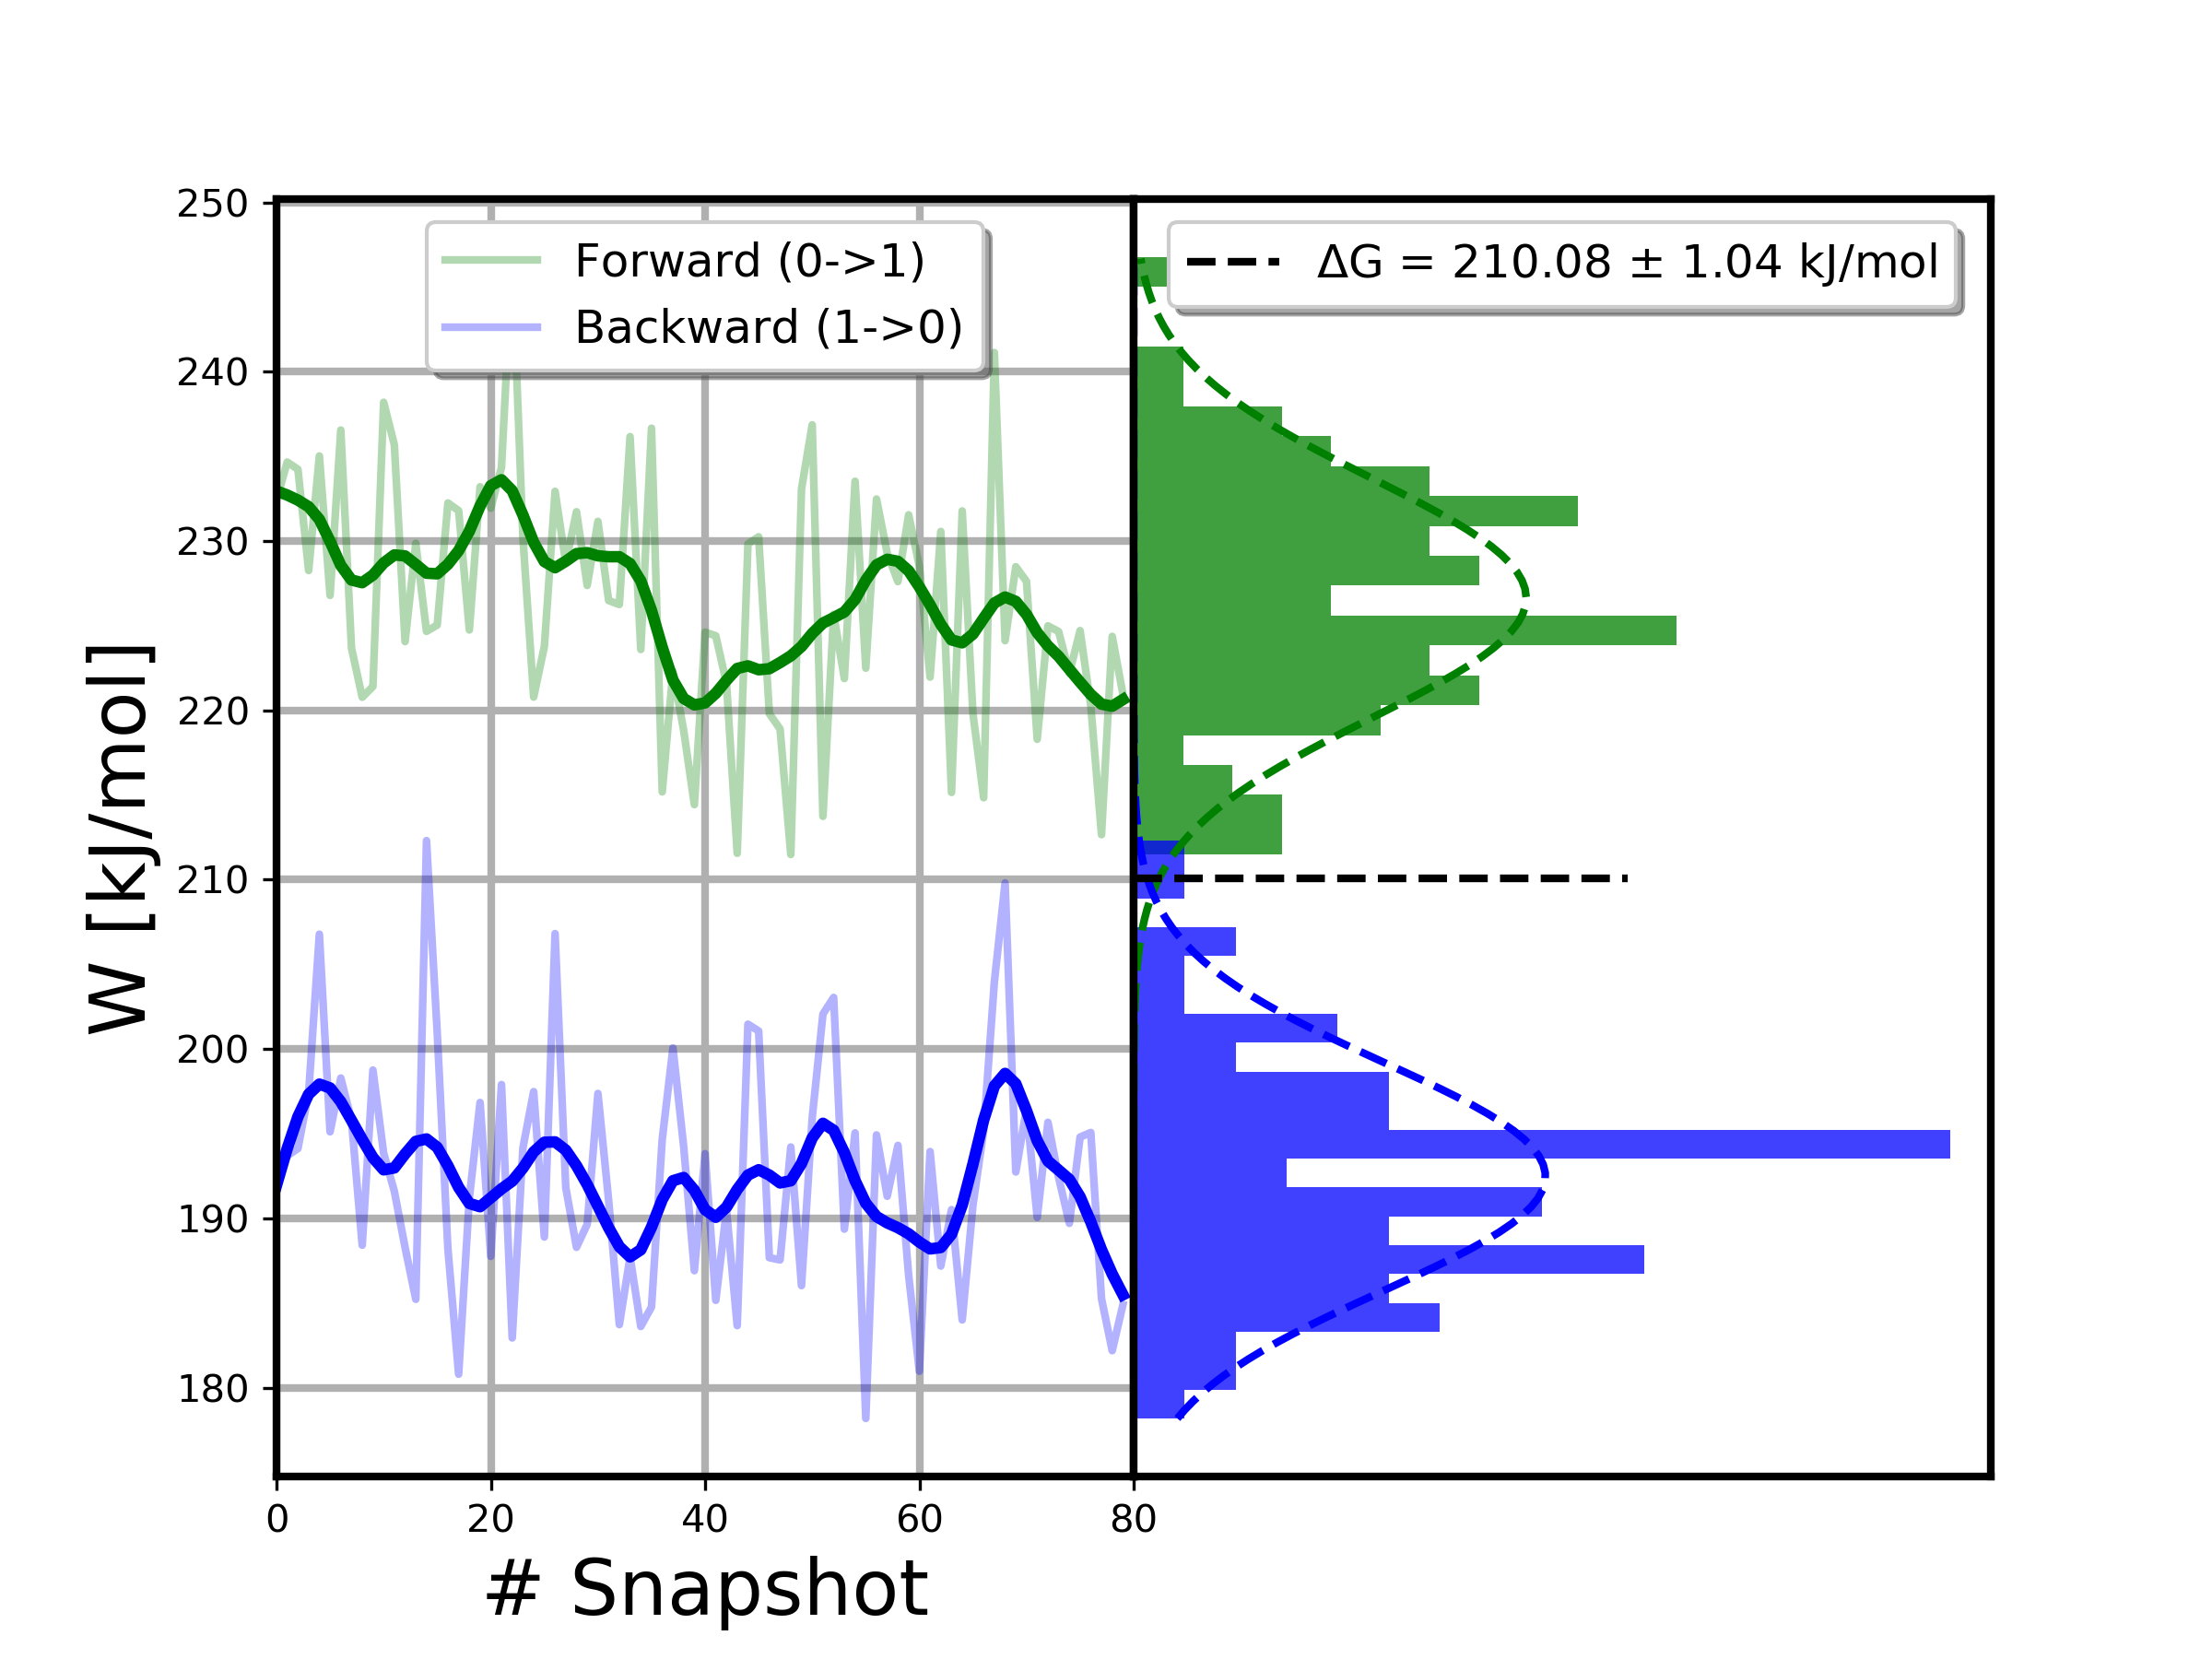 Forward (0->1)
Backward (1->0)
ΔG = 210.08 ± 1.04 kJ/mol
W [kJ/mol]
250
240
230
220
210
200
190
180
0 20 40 60 80
# Snapshot